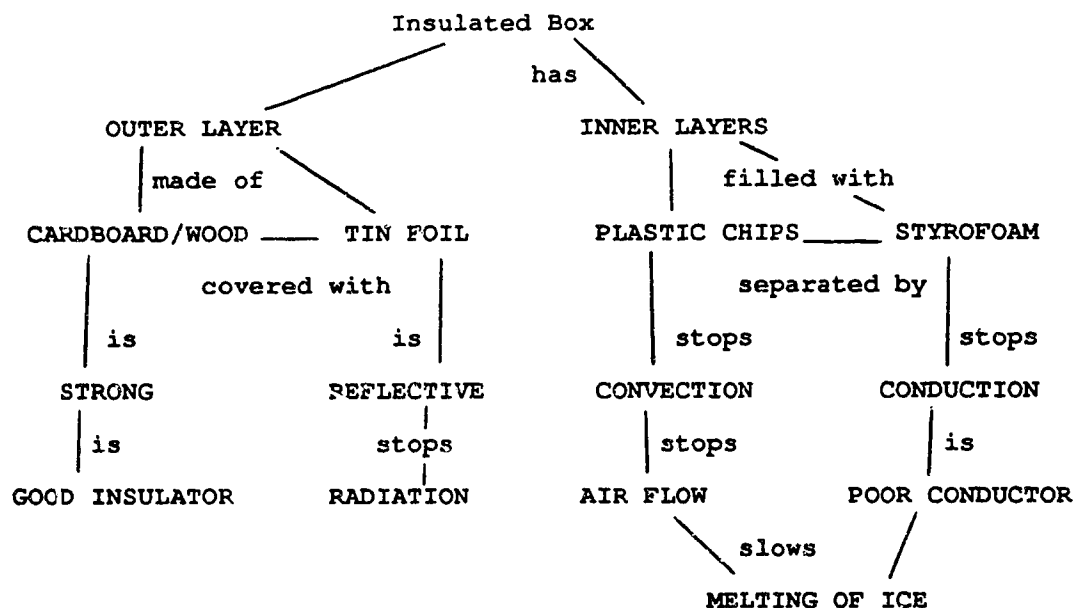 Insulated Box
has
OUTER LAYER INNER LAYERS
made of filled with
CARDBOARD/WOOD TIN FOIL PLASTIC CHIPS STYROFOAM
covered with separated by
is is stops stops
STRONG REFLECTIVE CONVECTION CONDUCTION
is stops stops is
GOOD INSULATOR RADIATION AIR FLOW POOR CONDUCTOR
slows
MELTING OF ICE